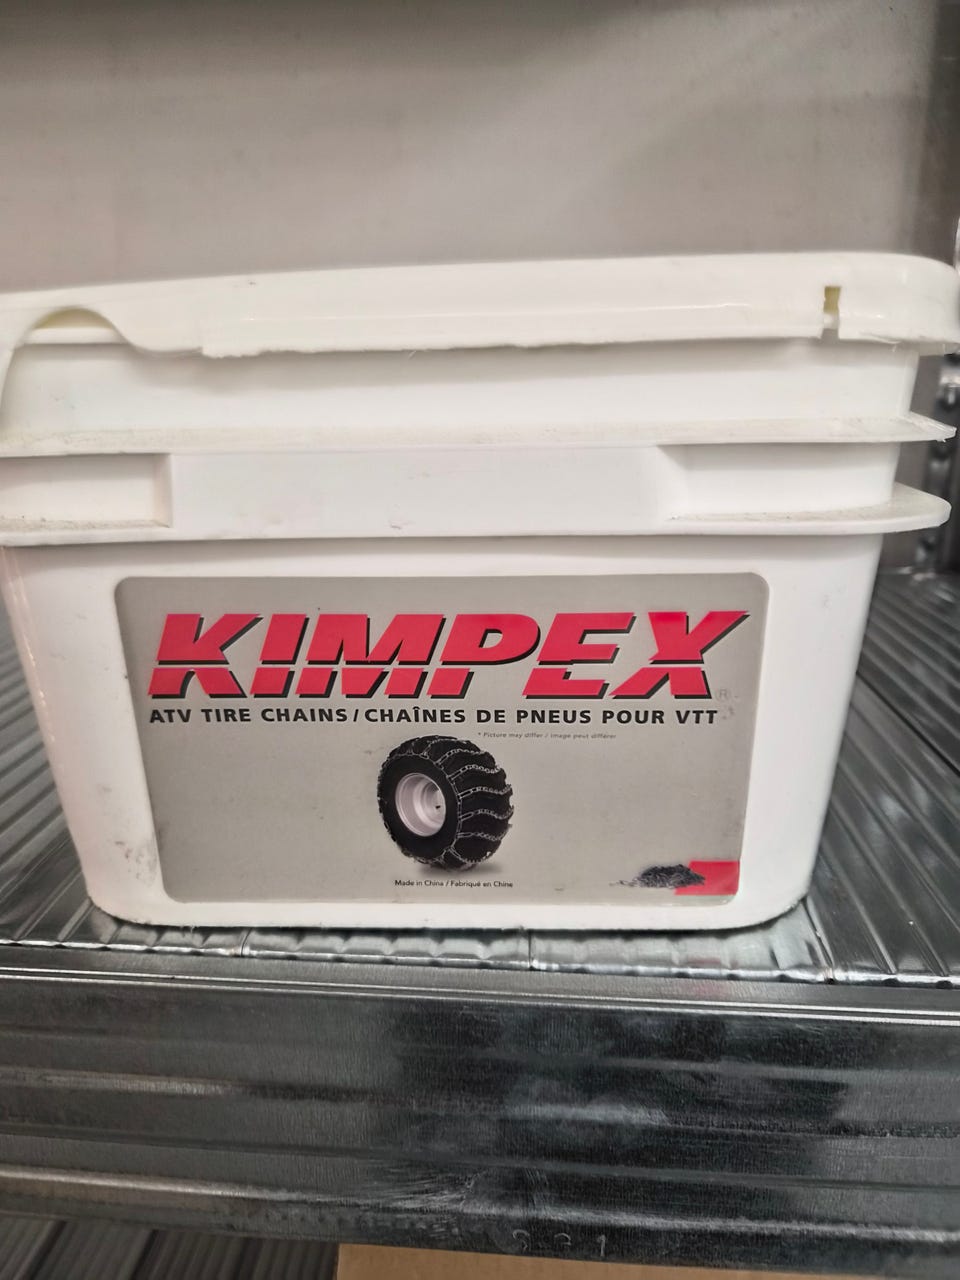 KIMPEX®
ATV TIRE CHAINS/CHAÎNES DE PNEUS POUR VTT
* Picture may differ / image peut différer
Made in China / Fabriqué en Chine